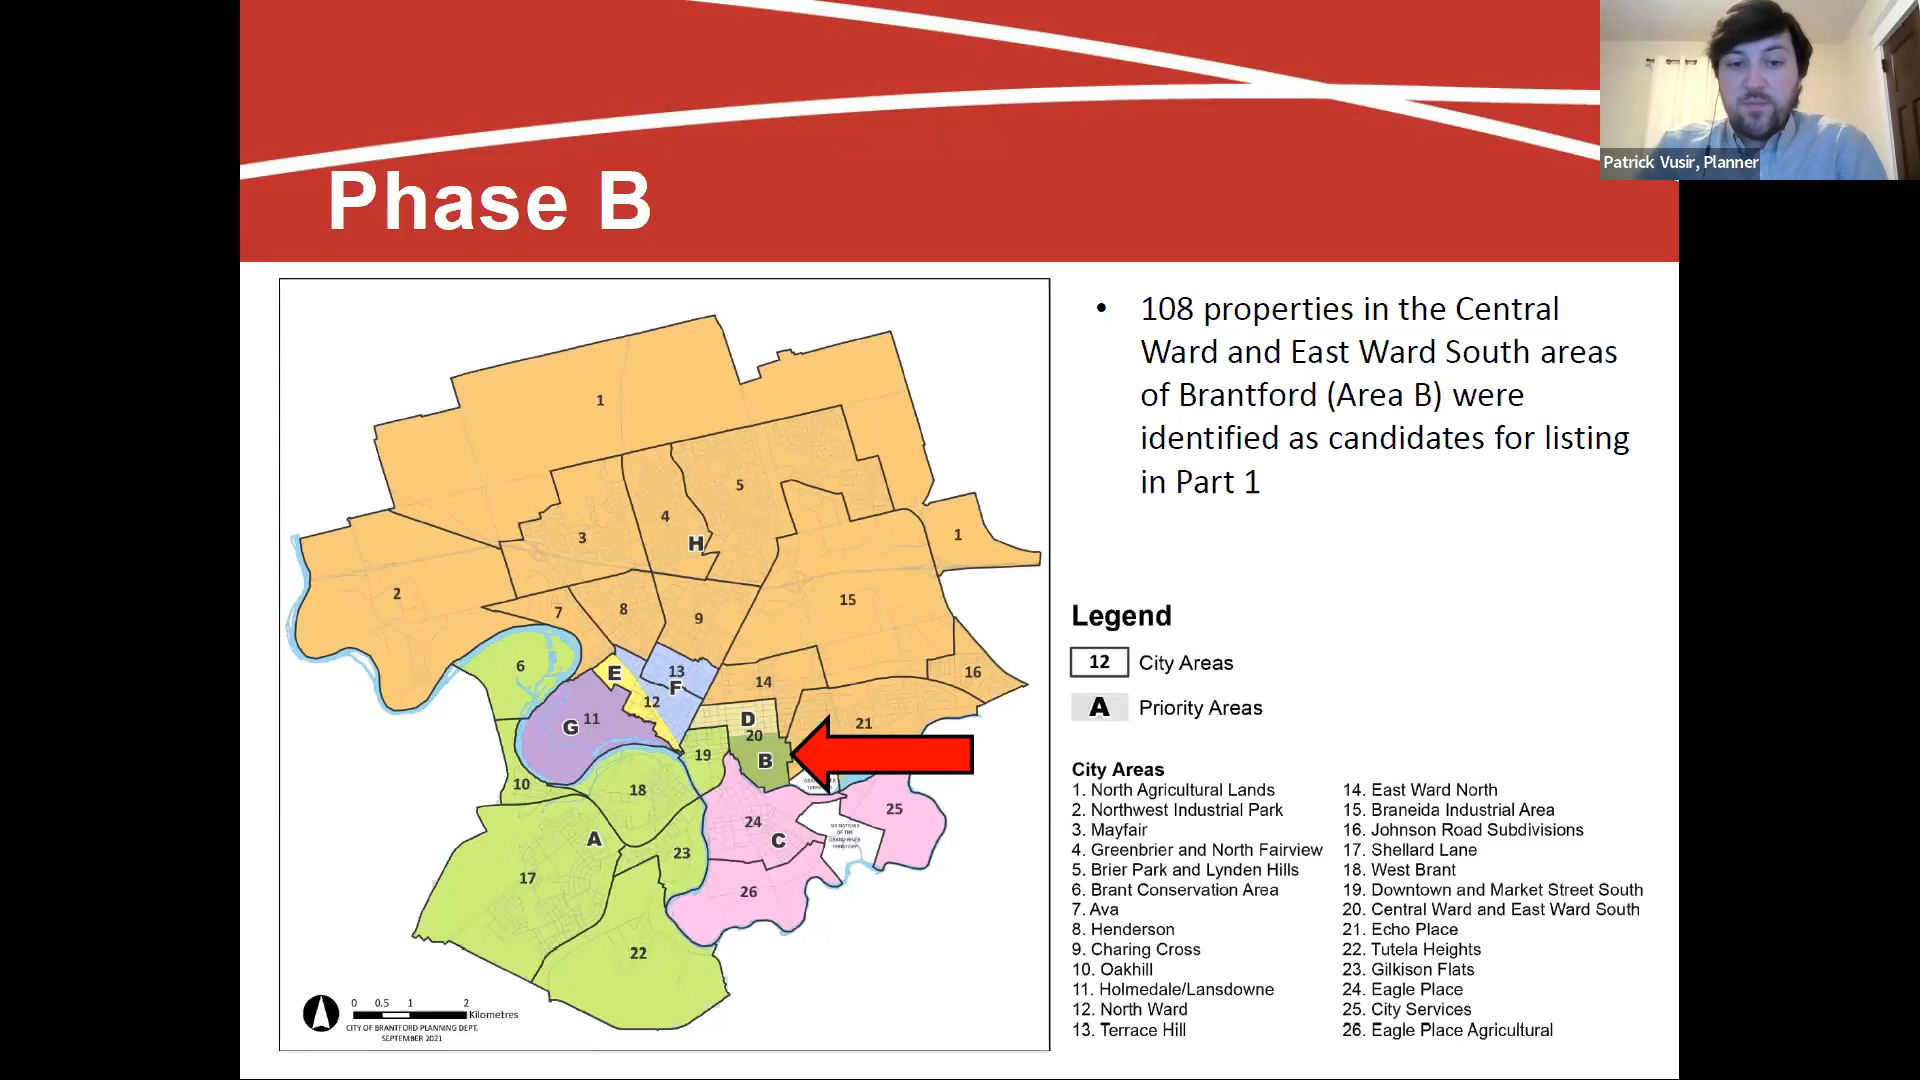 Patrick Vusir, Planner
Phase B
• 108 properties in the Central
Ward and East Ward South areas
of Brantford (Area B) were
identified as candidates for listing
in Part 1
1
5
4
3
H
1
2
15
7
8
9
6
13
E
F
16
14
12
11
G
D
21
20
19
B
10
18
25
24
SIX NATIONS
OF THE
GRAND RIVER
TERRITORY
A
C
23
17
26
22
0 0.5 1 2
Kilometres
CITY OF BRANTFORD PLANNING DEPT.
SEPTEMBER 2021
Legend
12 City Areas
A Priority Areas
City Areas
1. North Agricultural Lands
2. Northwest Industrial Park
3. Mayfair
4. Greenbrier and North Fairview
5. Brier Park and Lynden Hills
6. Brant Conservation Area
7. Ava
8. Henderson
9. Charing Cross
10. Oakhill
11. Holmedale/Lansdowne
12. North Ward
13. Terrace Hill
14. East Ward North
15. Braneida Industrial Area
16. Johnson Road Subdivisions
17. Shellard Lane
18. West Brant
19. Downtown and Market Street South
20. Central Ward and East Ward South
21. Echo Place
22. Tutela Heights
23. Gilkison Flats
24. Eagle Place
25. City Services
26. Eagle Place Agricultural